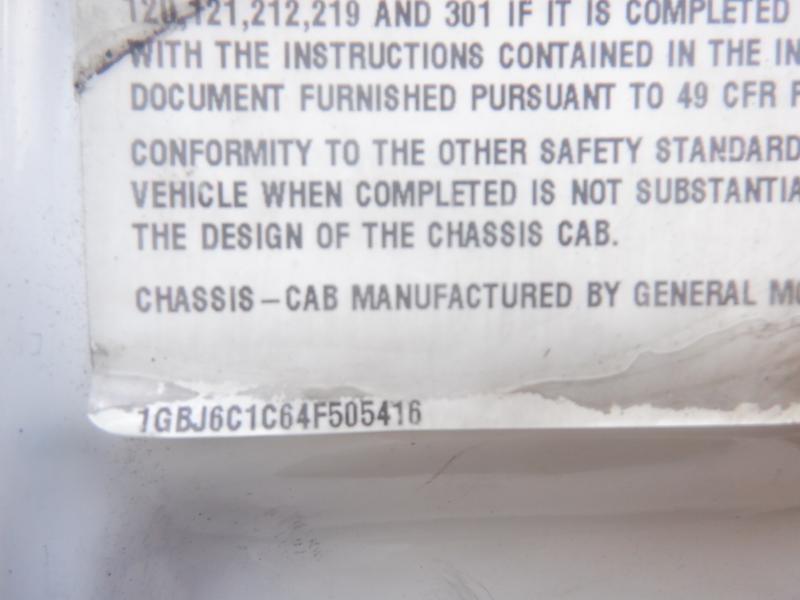 120,121,212,219 AND 301 IF IT IS COMPLETED
WITH THE INSTRUCTIONS CONTAINED IN THE IN
DOCUMENT FURNISHED PURSUANT TO 49 CFR P
CONFORMITY TO THE OTHER SAFETY STANDARD
VEHICLE WHEN COMPLETED IS NOT SUBSTANTIA
THE DESIGN OF THE CHASSIS CAB.
CHASSIS–CAB MANUFACTURED BY GENERAL MO
1GBJ6C1C64F505416